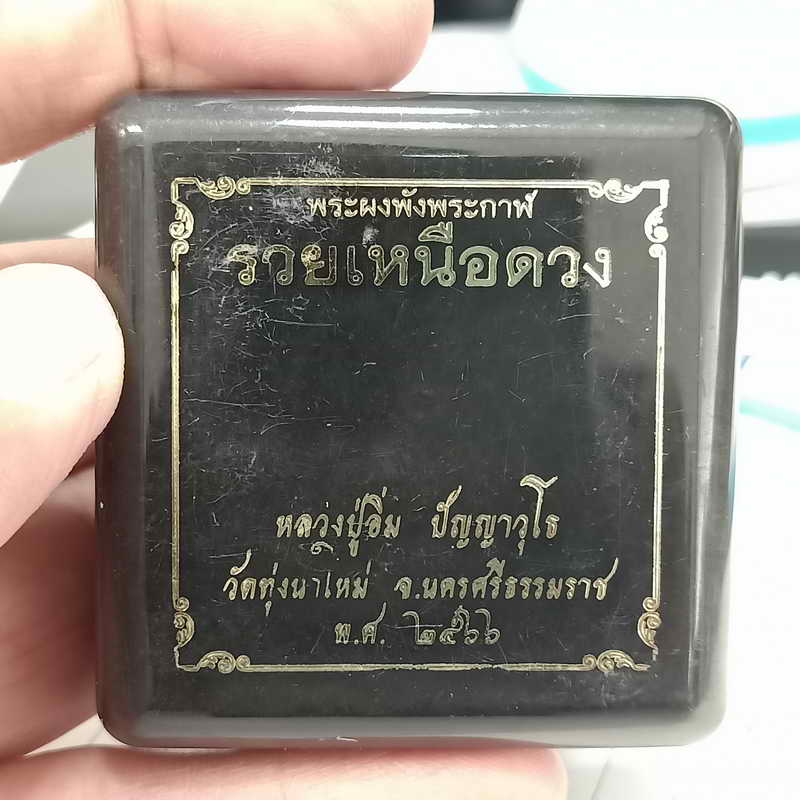 พระผงพังพระกาฬ
รวยเหนือดวง
หลวงปู่อิ่ม ปัญญาวุโธ
วัดทุ่งนาใหม่ จ.นครศรีธรรมราช
พ.ศ. ๒๕๖๖